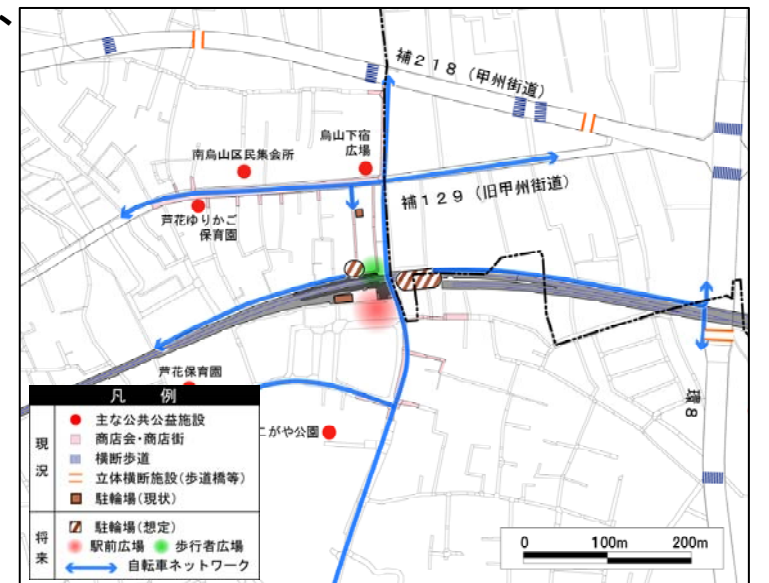 補218（甲州街道）
烏山下宿
広場
南烏山区民集会所
補129（旧甲州街道）
芦花ゆりかご
保育園
芦花保育園
環8
こがや公園
凡 例
現況
主な公共公益施設
商店会・商店街
横断歩道
立体横断施設（歩道橋等）
駐輪場（現状）
将来
駐輪場（想定）
駅前広場 歩行者広場
自転車ネットワーク
0 100m 200m